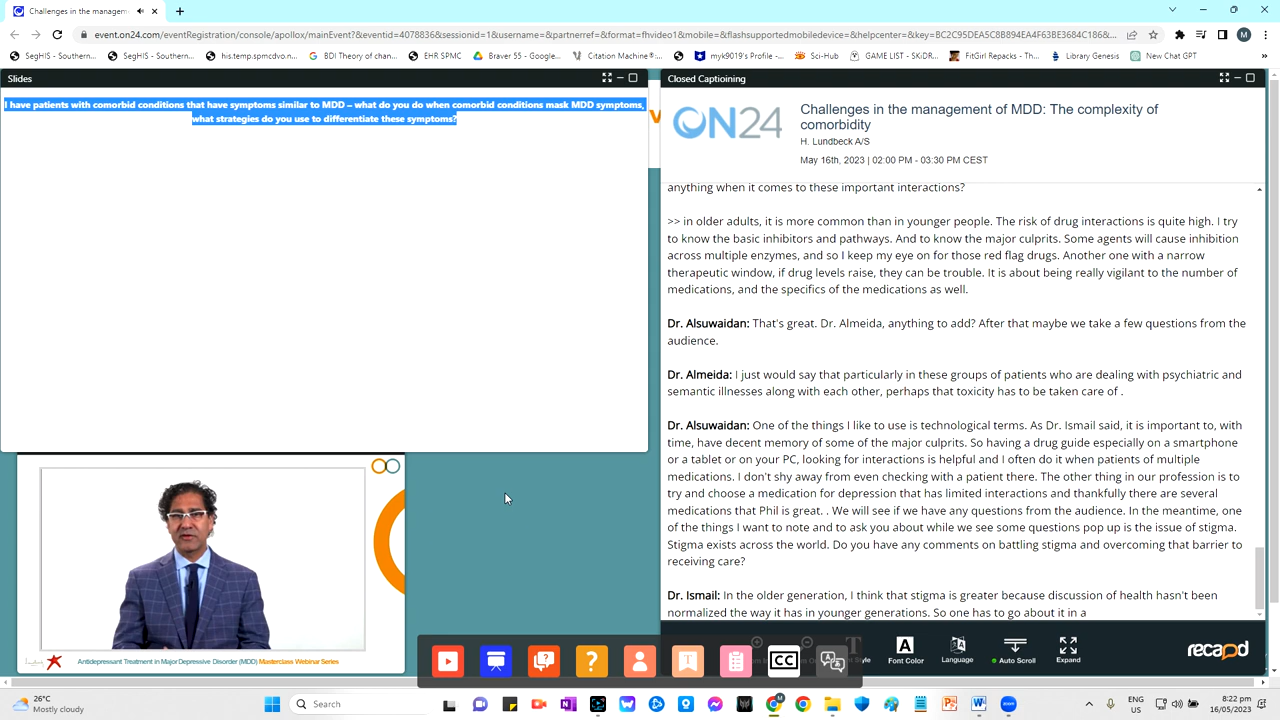 Challenges in the managem
event.on24.com/eventRegistration/console/apollox/mainEvent?&eventid=4078836&sessionid=1&username=&partnerref=&format=fhvideo1&mobile=&flashsupportedmobiledevice=&helpcenter=&key=BC2C95DEA5C8B894EA4F63BE3684C186&...
M
SegHIS - Southern...
SegHIS - Southern...
his.temp.spmcdvo.n...
BDI Theory of chan...
EHR SPMC
Braver 55 - Google...
Citation Machine®...
myk9019's Profile -...
Sci-Hub
GAME LIST - SKiDR...
FitGirl Repacks - Th...
Library Genesis
New Chat GPT
Slides
I have patients with comorbid conditions that have symptoms similar to MDD – what do you do when comorbid conditions mask MDD symptoms,
what strategies do you use to differentiate these symptoms?
Closed Captioining
ON24
Challenges in the management of MDD: The complexity of
comorbidity
H. Lundbeck A/S
May 16th, 2023 | 02:00 PM - 03:30 PM CEST
anything when it comes to these important interactions?
>> in older adults, it is more common than in younger people. The risk of drug interactions is quite high. I try
to know the basic inhibitors and pathways. And to know the major culprits. Some agents will cause inhibition
across multiple enzymes, and so I keep my eye on for those red flag drugs. Another one with a narrow
therapeutic window, if drug levels raise, they can be trouble. It is about being really vigilant to the number of
medications, and the specifics of the medications as well.
Dr. Alsuwaidan: That's great. Dr. Almeida, anything to add? After that maybe we take a few questions from the
audience.
Dr. Almeida: I just would say that particularly in these groups of patients who are dealing with psychiatric and
semantic illnesses along with each other, perhaps that toxicity has to be taken care of .
Dr. Alsuwaidan: One of the things I like to use is technological terms. As Dr. Ismail said, it is important to, with
time, have decent memory of some of the major culprits. So having a drug guide especially on a smartphone
or a tablet or on your PC, looking for interactions is helpful and I often do it when patients of multiple
medications. I don't shy away from even checking with a patient there. The other thing in our profession is to
try and choose a medication for depression that has limited interactions and thankfully there are several
medications that Phil is great. . We will see if we have any questions from the audience. In the meantime, one
of the things I want to note and to ask you about while we see some questions pop up is the issue of stigma.
Stigma exists across the world. Do you have any comments on battling stigma and overcoming that barrier to
receiving care?
Dr. Ismail: In the older generation, I think that stigma is greater because discussion of health hasn't been
normalized the way it has in younger generations. So one has to go about it in a
Antidepressant Treatment in Major Depressive Disorder (MDD) Masterclass Webinar Series
CC
Font Color
Language
Auto Scroll
Expand
recapd
26°C
Mostly cloudy
Search
ENG
US
8:22 pm
16/05/2023